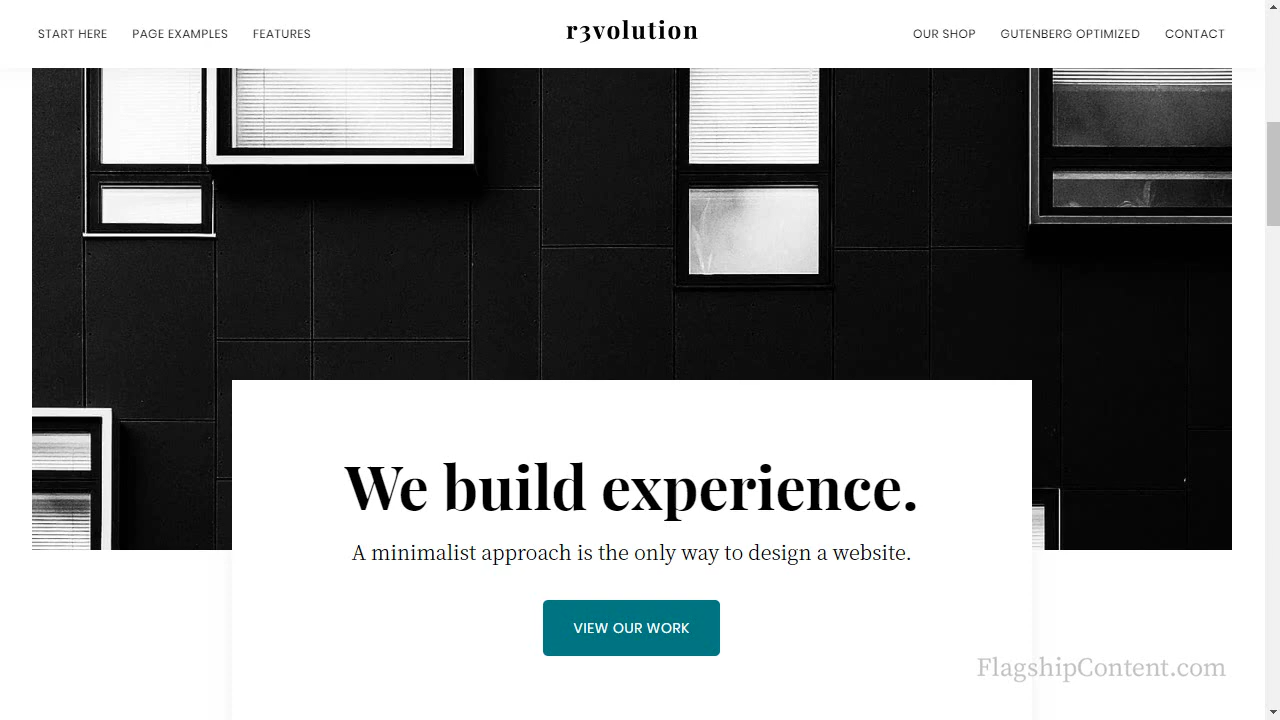 START HERE PAGE EXAMPLES FEATURES r3volution OUR SHOP GUTENBERG OPTIMIZED CONTACT
We build experience.
A minimalist approach is the only way to design a website.
VIEW OUR WORK
FlagshipContent.com